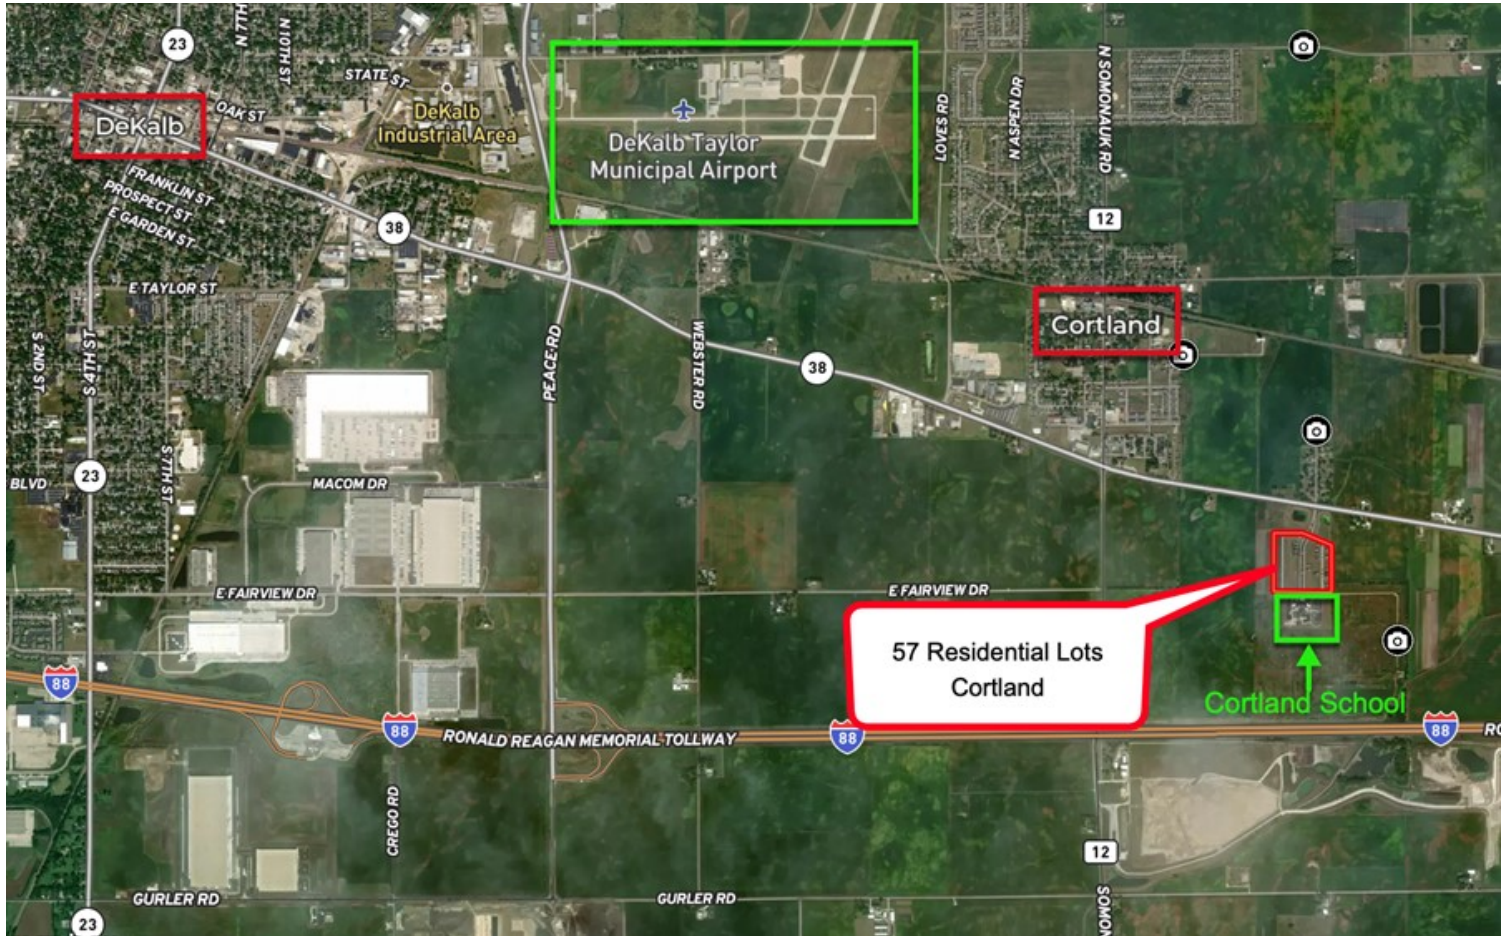 23
N 7TH
N 10TH ST
STATE ST
OAK ST
DeKalb
DeKalb
Industrial Area
DeKalb Taylor
Municipal Airport
LOVES RD
N ASPEN DR
N SOMONAUK RD
12
FRANKLIN ST
PROSPECT ST
E GARDEN ST
38
E TAYLOR ST
Cortland
S 2ND ST
S 4TH ST
PEACE RD
WEBSTER RD
38
23
BLVD
S 7TH ST
MACOM DR
E FAIRVIEW DR
E FAIRVIEW DR
57 Residential Lots
Cortland
Cortland School
88
88
RONALD REAGAN MEMORIAL TOLLWAY
88
88
RO
CREGO RD
12
GURLER RD
GURLER RD
SOMON
23